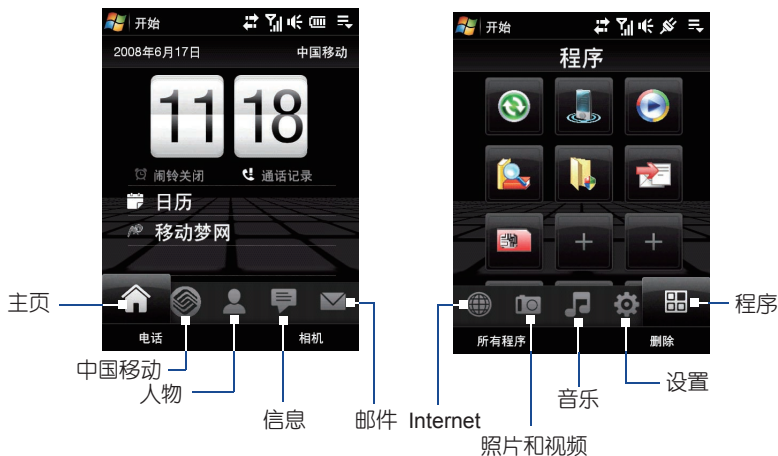 开始
2008年6月17日 中国移动
11 18
闹铃关闭 通话记录
日历
移动梦网
电话 相机
主页
中国移动
人物
信息
邮件
开始
程序
所有程序 删除
Internet
照片和视频
音乐
设置
程序